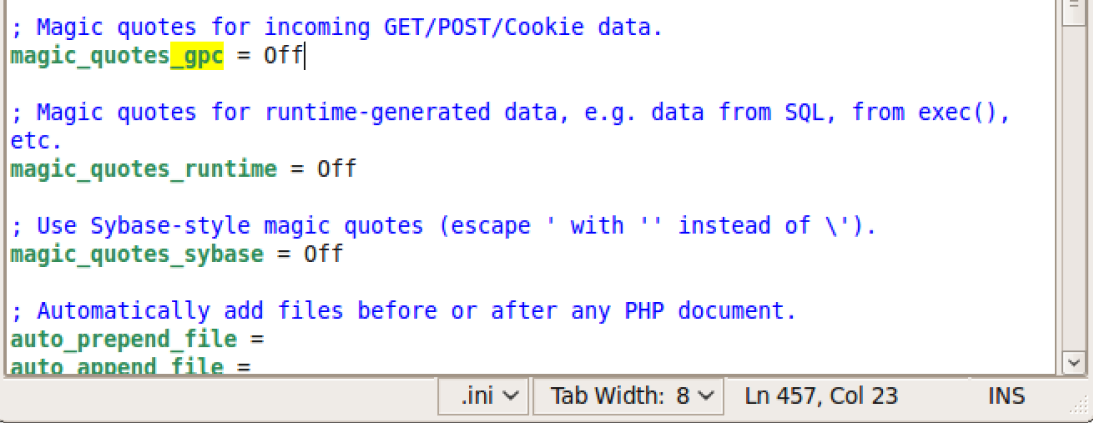 ; Magic quotes for incoming GET/POST/Cookie data.
magic_quotes_gpc = Off
; Magic quotes for runtime-generated data, e.g. data from SQL, from exec(),
etc.
magic_quotes_runtime = Off
; Use Sybase-style magic quotes (escape ' with '' instead of \').
magic_quotes_sybase = Off
; Automatically add files before or after any PHP document.
auto_prepend_file =
auto_append_file =
.ini Tab Width: 8 Ln 457, Col 23 INS